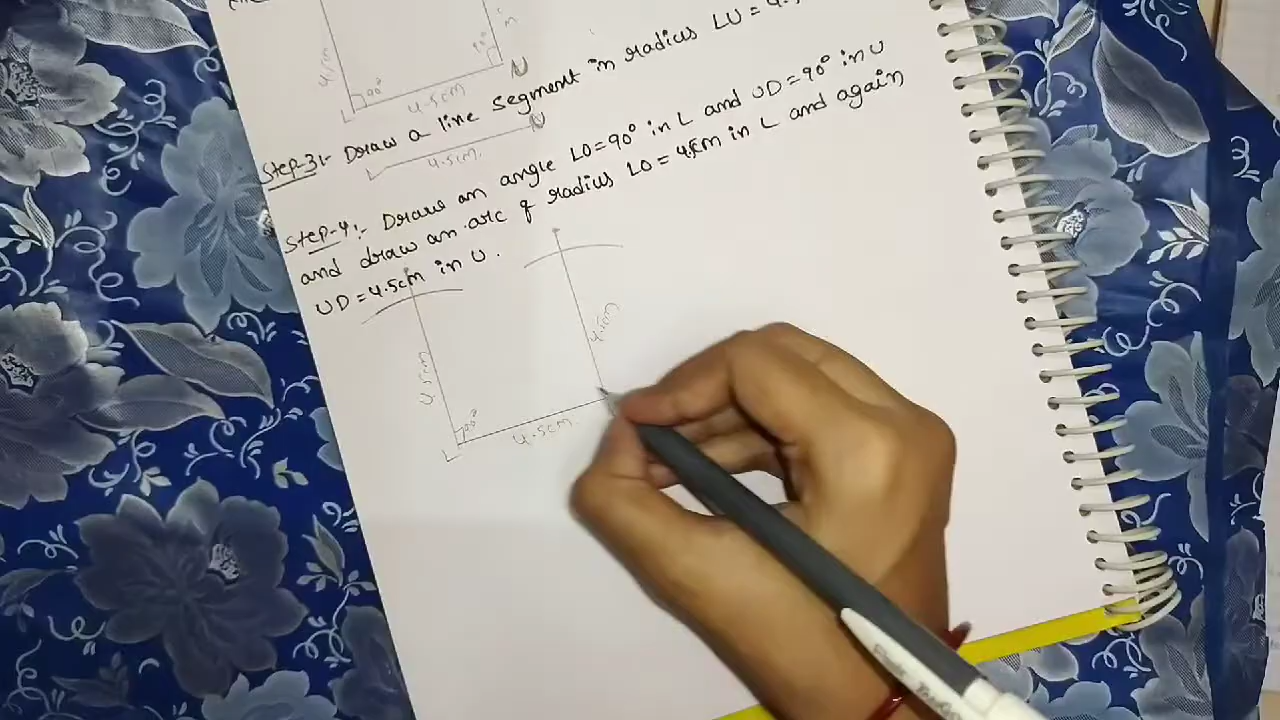 4.5cm
90°
90°
L
4.5cm
U
Step-3:- Draw a line segment in radius LU = 4.5
4.5cm.
U
Step-4:- Draw an angle LO=90° in L and UD=90° in U
and draw an arc of radius LO = 4.5cm in L and again,
UD = 4.5cm in U.
4.5cm
4.5cm
90°
L
4.5cm.